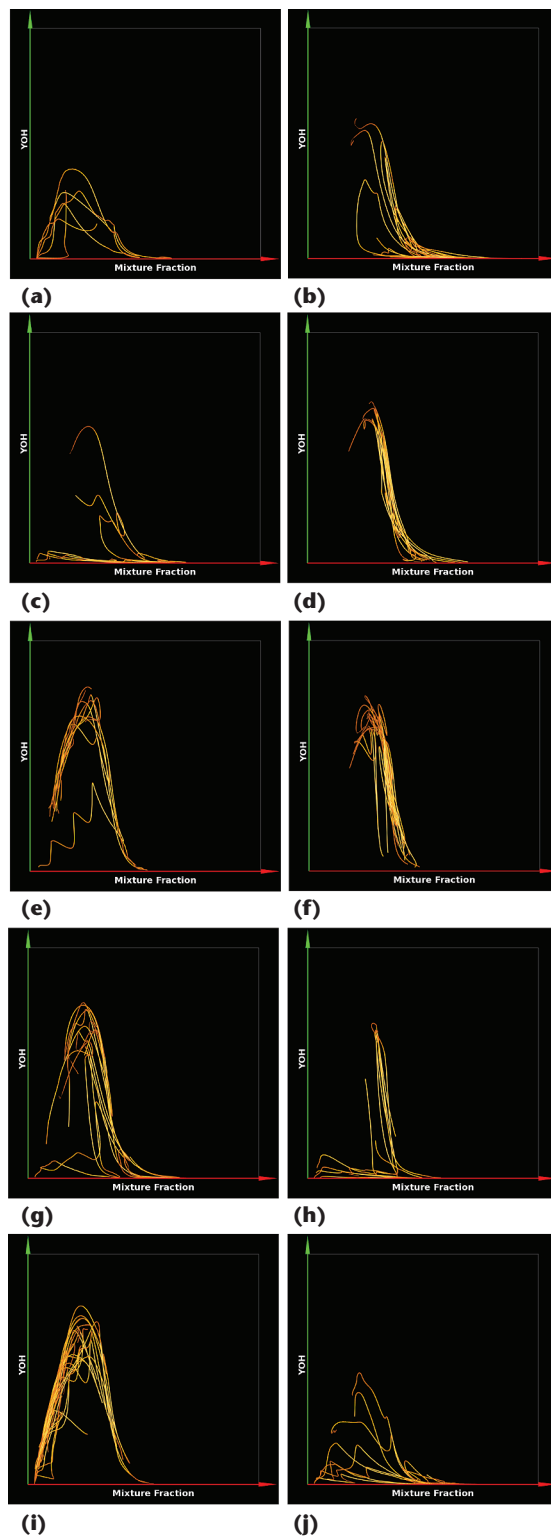 YOH
YOH
Mixture Fraction
Mixture Fraction
(a)
(b)
YOH
YOH
Mixture Fraction
Mixture Fraction
(c)
(d)
YOH
YOH
Mixture Fraction
Mixture Fraction
(e)
(f)
YOH
YOH
Mixture Fraction
Mixture Fraction
(g)
(h)
YOH
YOH
Mixture Fraction
Mixture Fraction
(i)
(j)